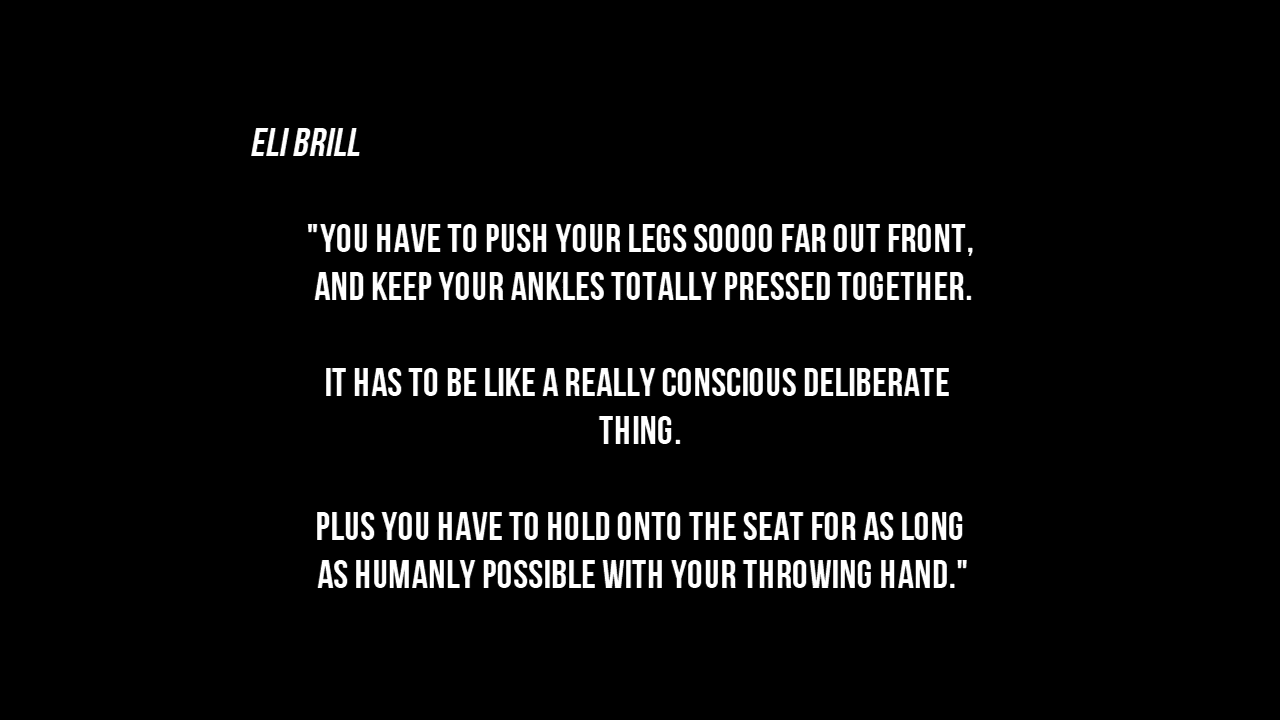 ELI BRILL
"YOU HAVE TO PUSH YOUR LEGS SOOOO FAR OUT FRONT,
AND KEEP YOUR ANKLES TOTALLY PRESSED TOGETHER.
IT HAS TO BE LIKE A REALLY CONSCIOUS DELIBERATE
THING.
PLUS YOU HAVE TO HOLD ONTO THE SEAT FOR AS LONG
AS HUMANLY POSSIBLE WITH YOUR THROWING HAND."